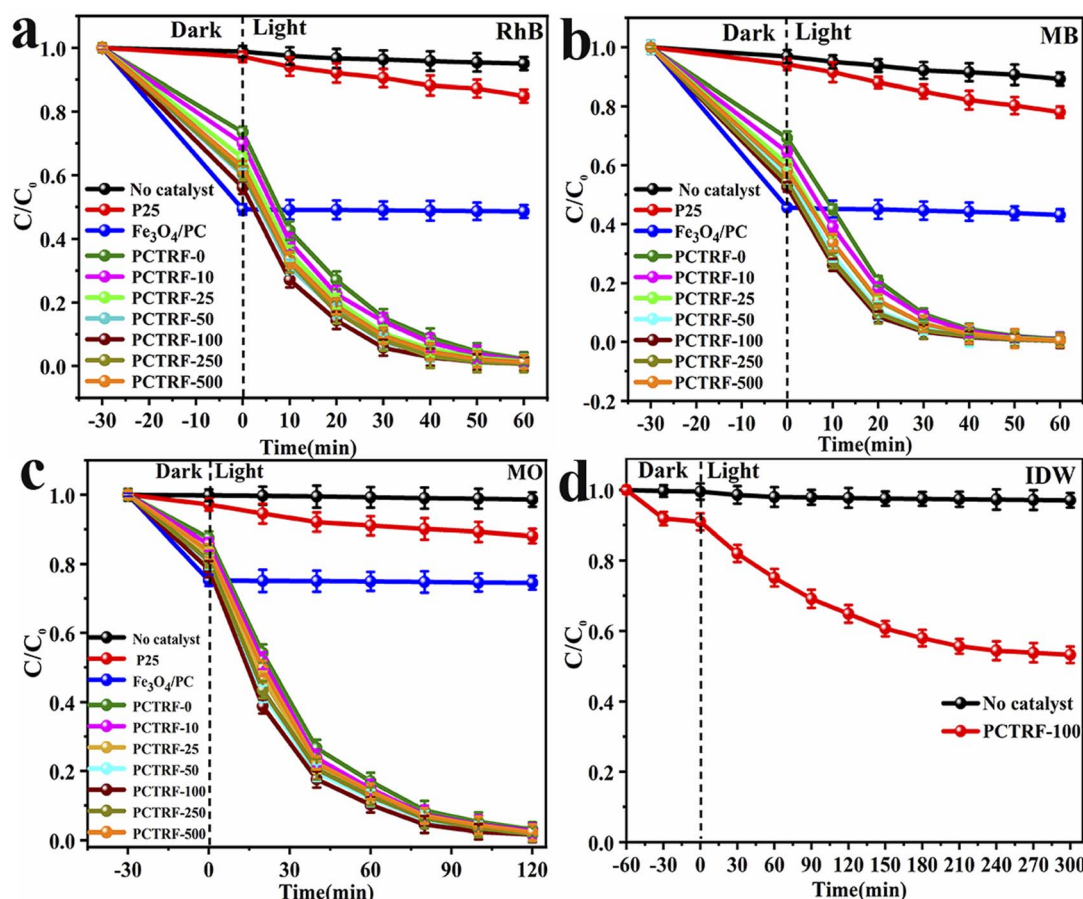 a
Dark
Light
RhB
1.0
0.8
0.6
0.4
0.2
0.0
C/C₀
No catalyst
P25
Fe₃O₄/PC
PCTRF-0
PCTRF-10
PCTRF-25
PCTRF-50
PCTRF-100
PCTRF-250
PCTRF-500
-30 -20 -10 0 10 20 30 40 50 60
Time(min)
b
Dark
Light
MB
1.0
0.8
0.6
0.4
0.2
0.0
-0.2
C/C₀
No catalyst
P25
Fe₃O₄/PC
PCTRF-0
PCTRF-10
PCTRF-25
PCTRF-50
PCTRF-100
PCTRF-250
PCTRF-500
-30 -20 -10 0 10 20 30 40 50 60
Time(min)
c
Dark
Light
MO
1.0
0.8
0.6
0.4
0.2
0.0
C/C₀
No catalyst
P25
Fe₃O₄/PC
PCTRF-0
PCTRF-10
PCTRF-25
PCTRF-50
PCTRF-100
PCTRF-250
PCTRF-500
-30 0 30 60 90 120
Time(min)
d
Dark
Light
IDW
1.0
0.8
0.6
0.4
0.2
0.0
C/C₀
No catalyst
PCTRF-100
-60 -30 0 30 60 90 120 150 180 210 240 270 300
Time(min)